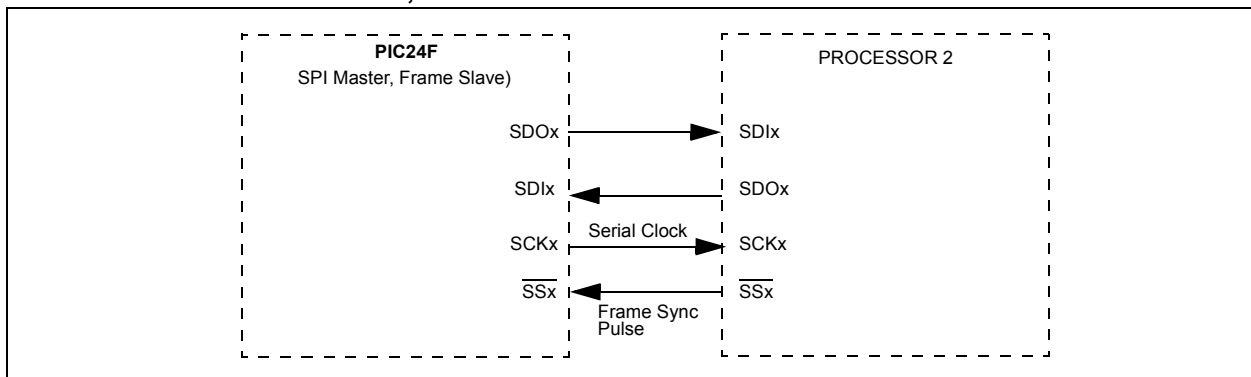 PIC24F
SPI Master, Frame Slave)
PROCESSOR 2
SDOx
SDIx
SDIx
SDOx
SCKx
Serial Clock
SCKx
SSx
SSx
Frame Sync
Pulse